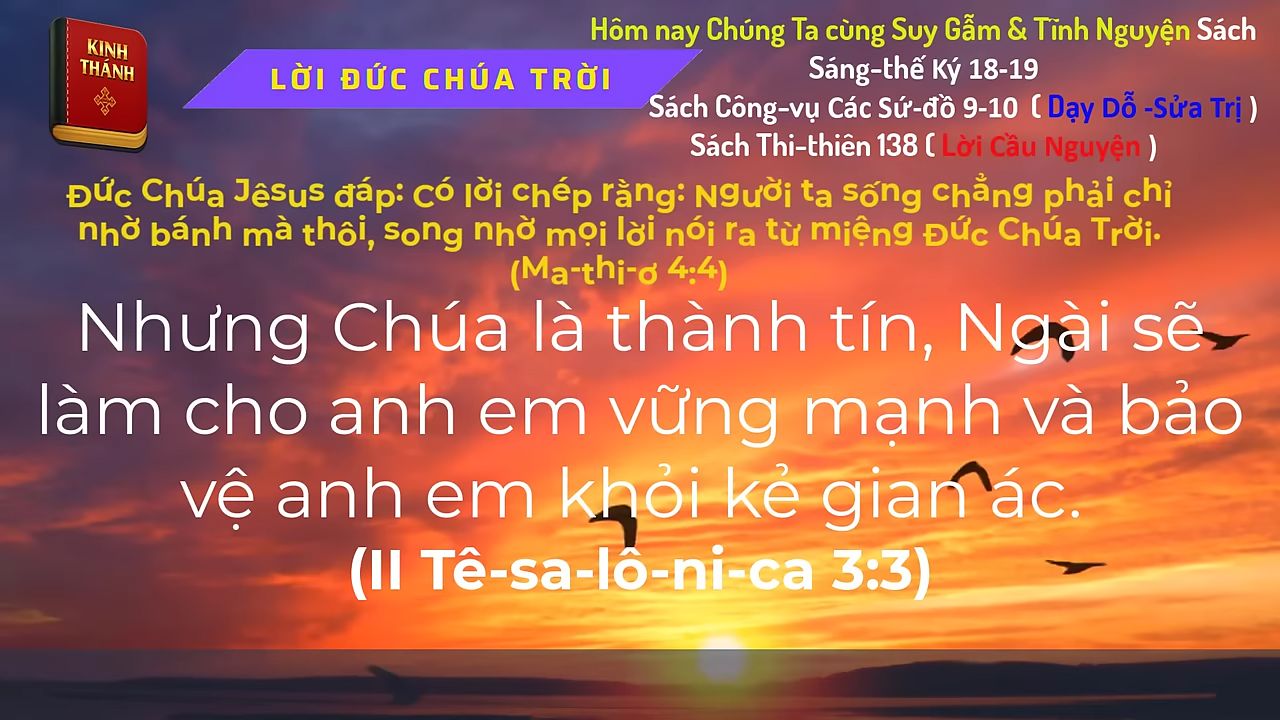 KINH
THÁNH
LỜI ĐỨC CHÚA TRỜI
Hôm nay Chúng Ta cùng Suy Gẫm & Tĩnh Nguyện Sách
Sáng-thế Ký 18-19
Sách Công-vụ Các Sứ-đồ 9-10 ( Dạy Dỗ -Sửa Trị )
Sách Thi-thiên 138 ( Lời Cầu Nguyện )
Đức Chúa Jêsus đáp: Có lời chép rằng: Người ta sống chẳng phải chỉ
nhờ bánh mà thôi, song nhờ mọi lời nói ra từ miệng Đức Chúa Trời.
(Ma-thi-ơ 4:4)
Nhưng Chúa là thành tín, Ngài sẽ
làm cho anh em vững mạnh và bảo
vệ anh em khỏi kẻ gian ác.
(II Tê-sa-lô-ni-ca 3:3)